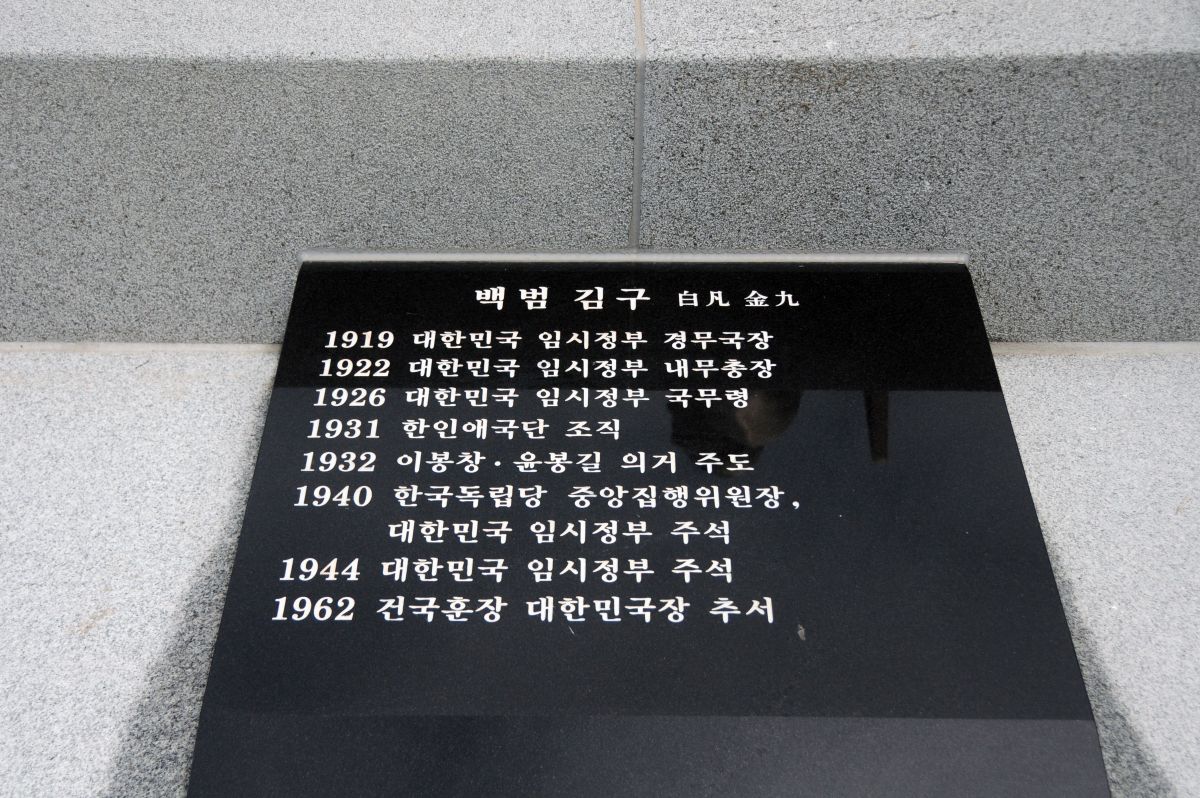 백범 김구 白凡 金九
1919 대한민국 임시정부 경무국장
1922 대한민국 임시정부 내무총장
1926 대한민국 임시정부 국무령
1931 한인애국단 조직
1932 이봉창·윤봉길 의거 주도
1940 한국독립당 중앙집행위원장,
대한민국 임시정부 주석
1944 대한민국 임시정부 주석
1962 건국훈장 대한민국장 추서